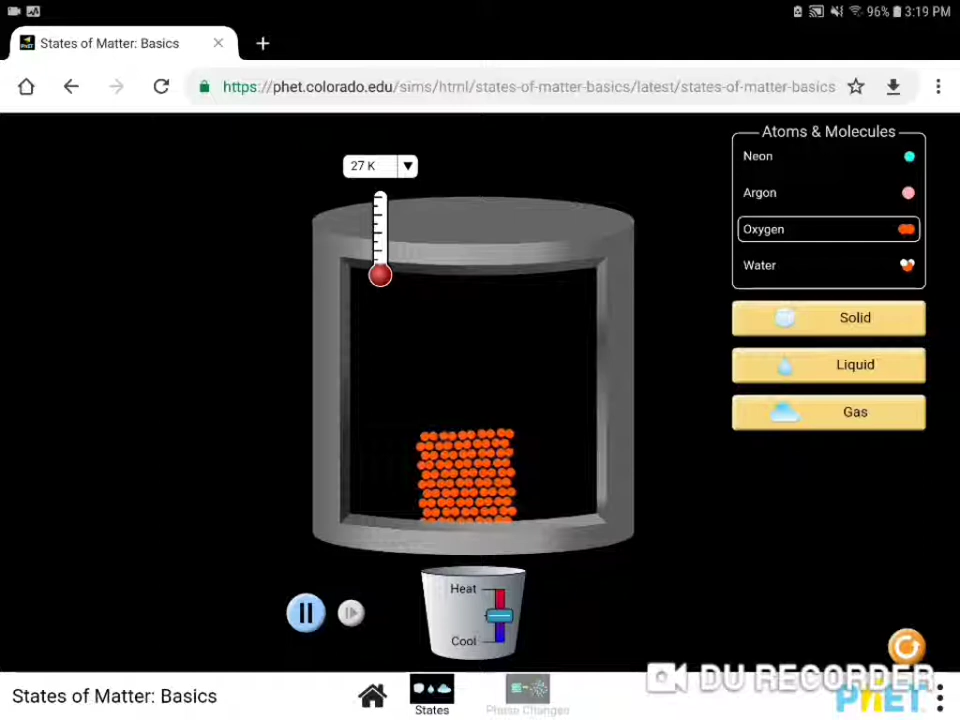 96% 3:19 PM
States of Matter: Basics
https://phet.colorado.edu/sims/html/states-of-matter-basics/latest/states-of-matter-basics
Atoms & Molecules
27 K
Neon
Argon
Oxygen
Water
Solid
Liquid
Gas
Heat
Cool
DU RECORDER
States of Matter: Basics
States
Phase Changes
PhET